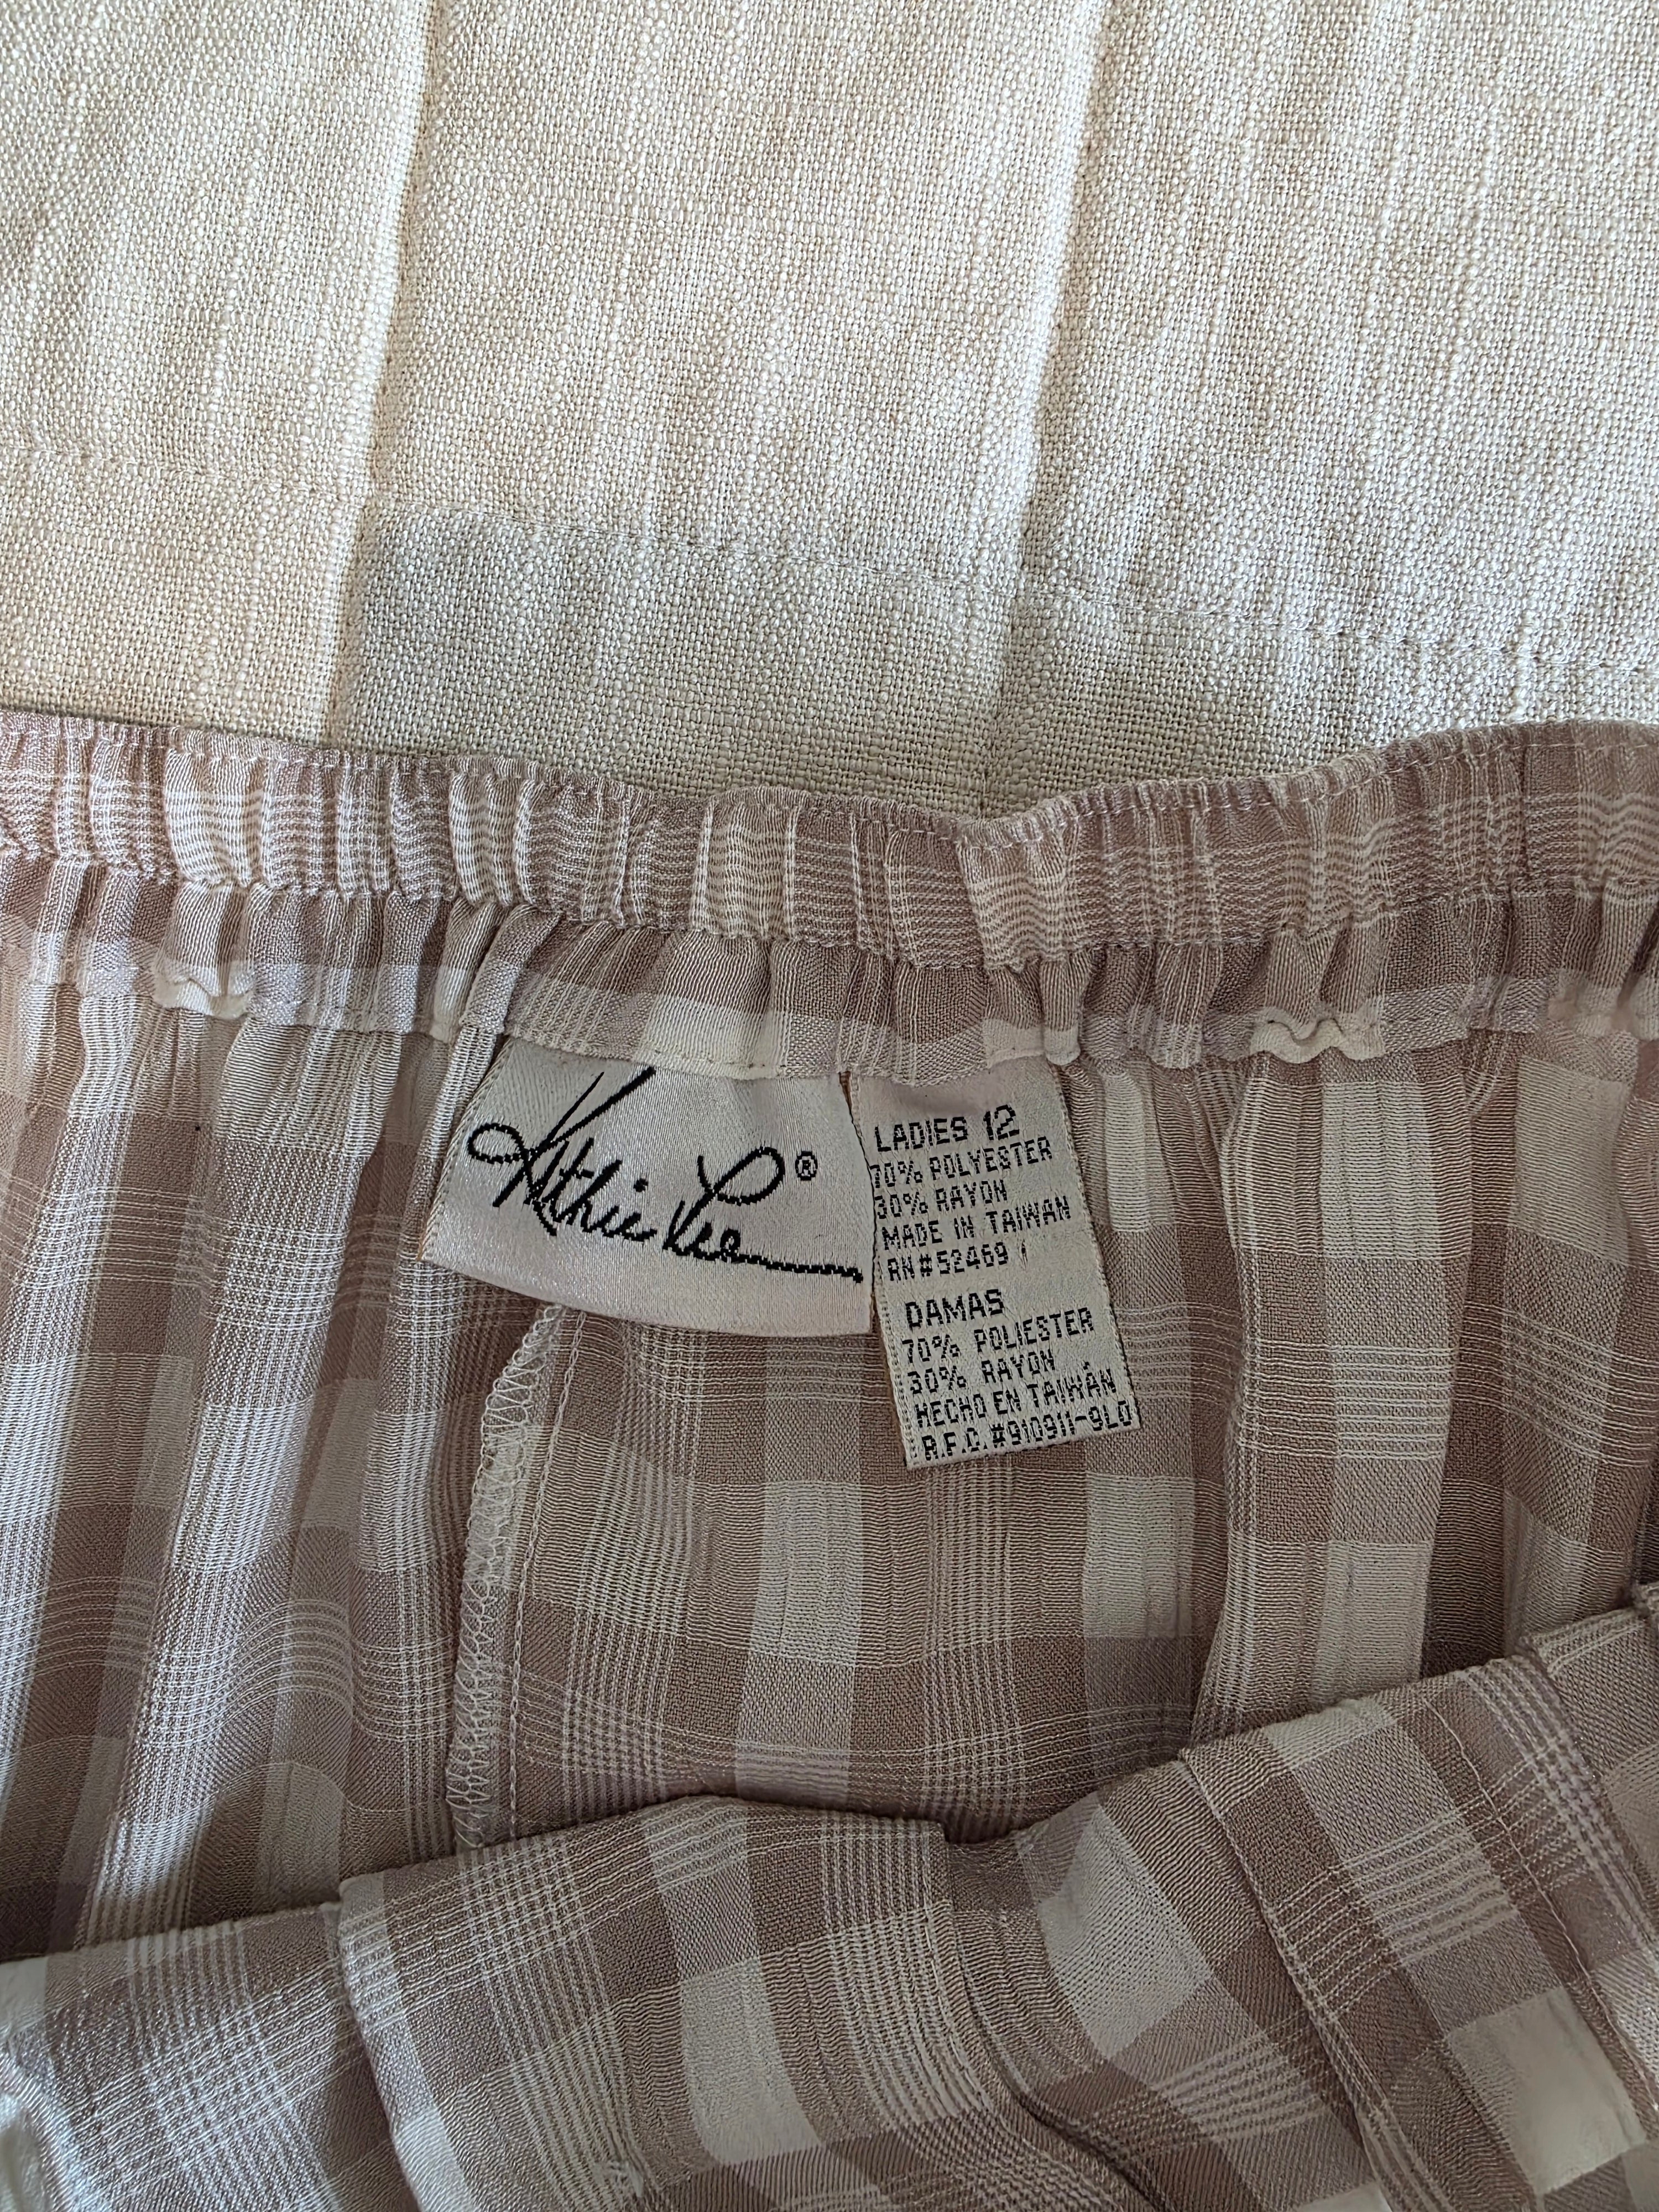 Kathie Lee®
LADIES 12
70% POLYESTER
30% RAYON
MADE IN TAIWAN
RN#52469
DAMAS
70% POLIESTER
30% RAYON
HECHO EN TAIWÁN
R.F.C.#910911-9L0